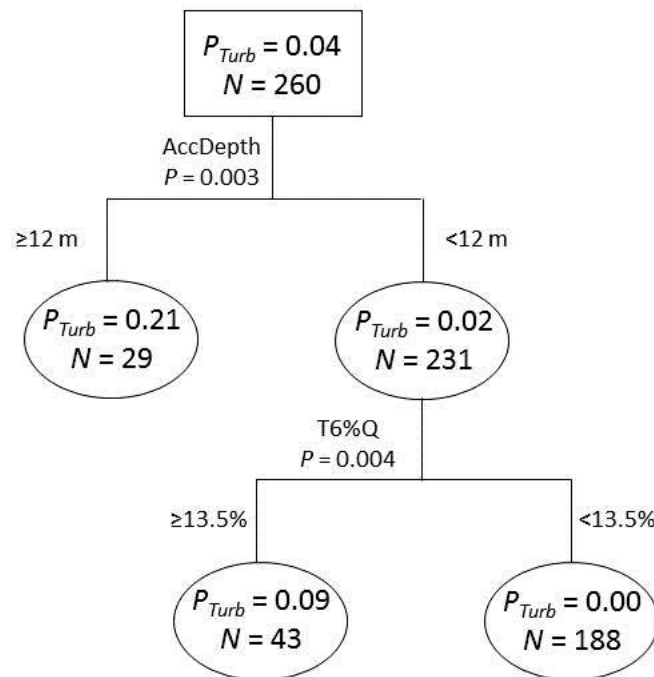 P_Turb = 0.04
N = 260
AccDepth
P = 0.003
≥12 m
<12 m
P_Turb = 0.21
N = 29
P_Turb = 0.02
N = 231
T6%Q
P = 0.004
≥13.5%
<13.5%
P_Turb = 0.09
N = 43
P_Turb = 0.00
N = 188